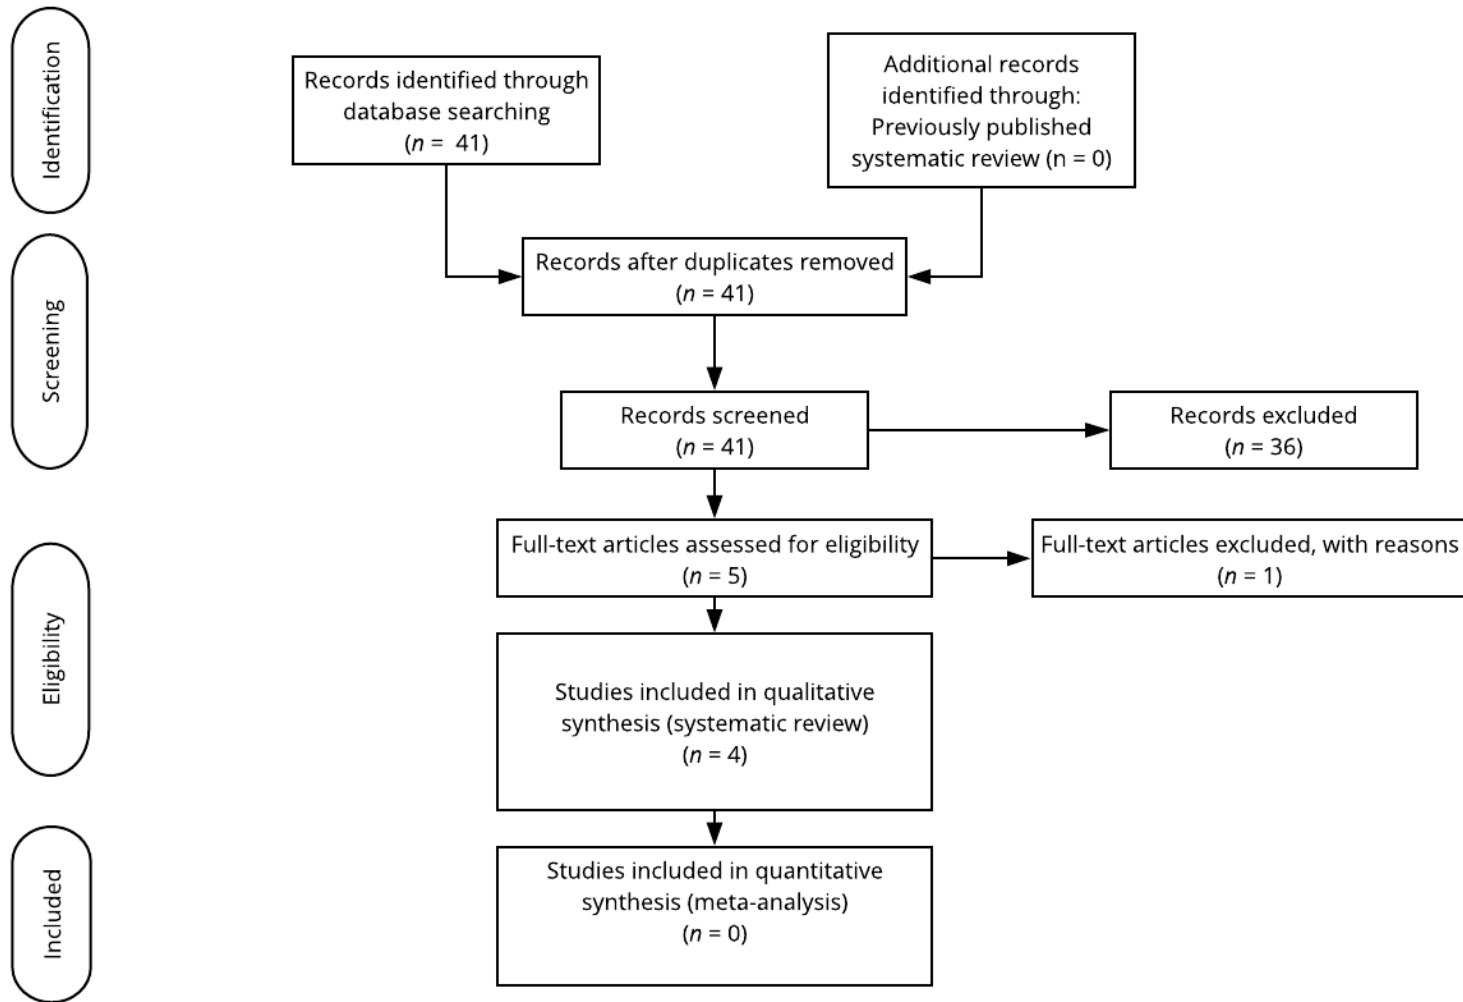 Identification
Records identified through
database searching
(n = 41)
Additional records
identified through:
Previously published
systematic review (n = 0)
Screening
Records after duplicates removed
(n = 41)
Records screened
(n = 41)
Records excluded
(n = 36)
Eligibility
Full-text articles assessed for eligibility
(n = 5)
Full-text articles excluded, with reasons
(n = 1)
Studies included in qualitative
synthesis (systematic review)
(n = 4)
Included
Studies included in quantitative
synthesis (meta-analysis)
(n = 0)